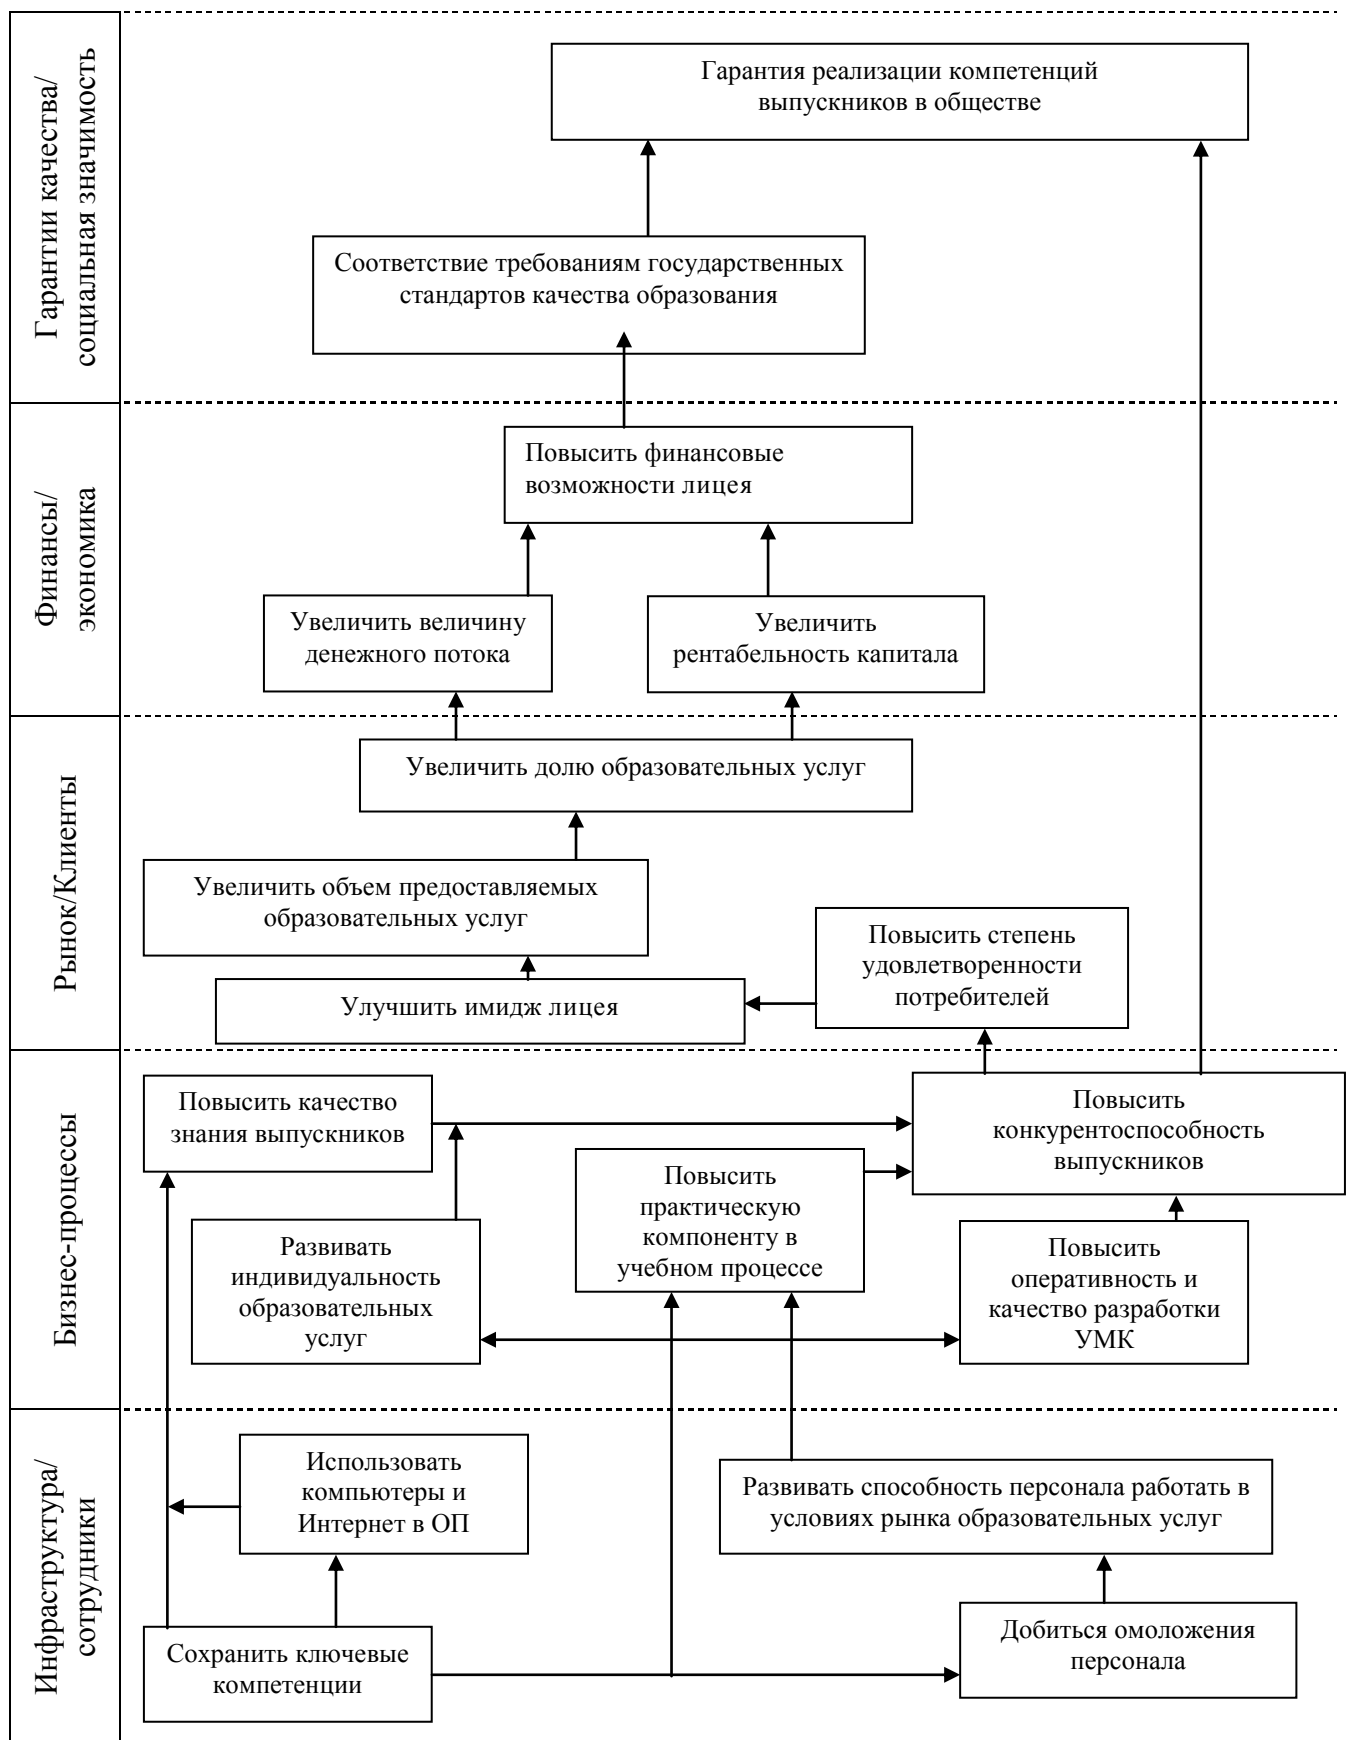 Гарантии качества/
социальная значимость
Гарантия реализации компетенций
выпускников в обществе
Соответствие требованиям государственных
стандартов качества образования
Финансы/
экономика
Повысить финансовые
возможности лицея
Увеличить величину
денежного потока
Увеличить
рентабельность капитала
Рынок/Клиенты
Увеличить долю образовательных услуг
Увеличить объем предоставляемых
образовательных услуг
Повысить степень
удовлетворенности
потребителей
Улучшить имидж лицея
Бизнес-процессы
Повысить качество
знания выпускников
Повысить
конкурентоспособность
выпускников
Повысить
практическую
компоненту в
учебном процессе
Развивать
индивидуальность
образовательных
услуг
Повысить
оперативность и
качество разработки
УМК
Инфраструктура/
сотрудники
Использовать
компьютеры и
Интернет в ОП
Развивать способность персонала работать в
условиях рынка образовательных услуг
Сохранить ключевые
компетенции
Добиться омоложения
персонала